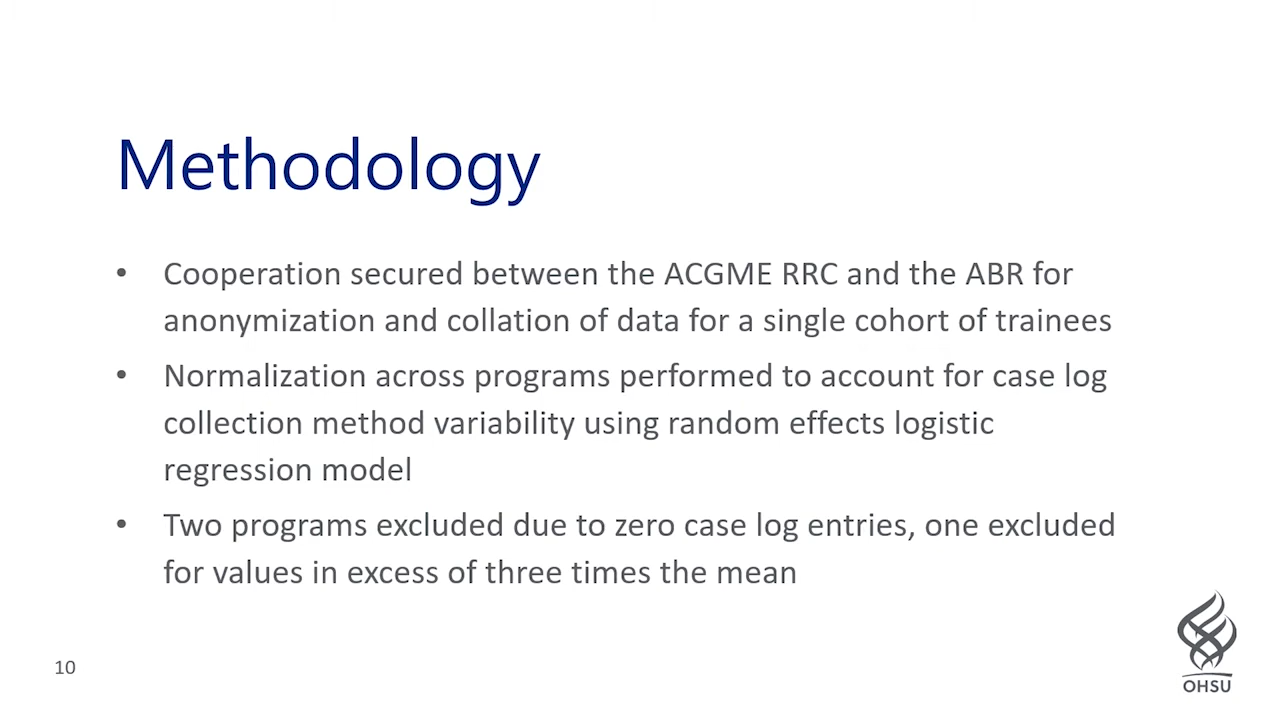 Methodology
• Cooperation secured between the ACGME RRC and the ABR for
anonymization and collation of data for a single cohort of trainees
• Normalization across programs performed to account for case log
collection method variability using random effects logistic
regression model
• Two programs excluded due to zero case log entries, one excluded
for values in excess of three times the mean
10
OHSU